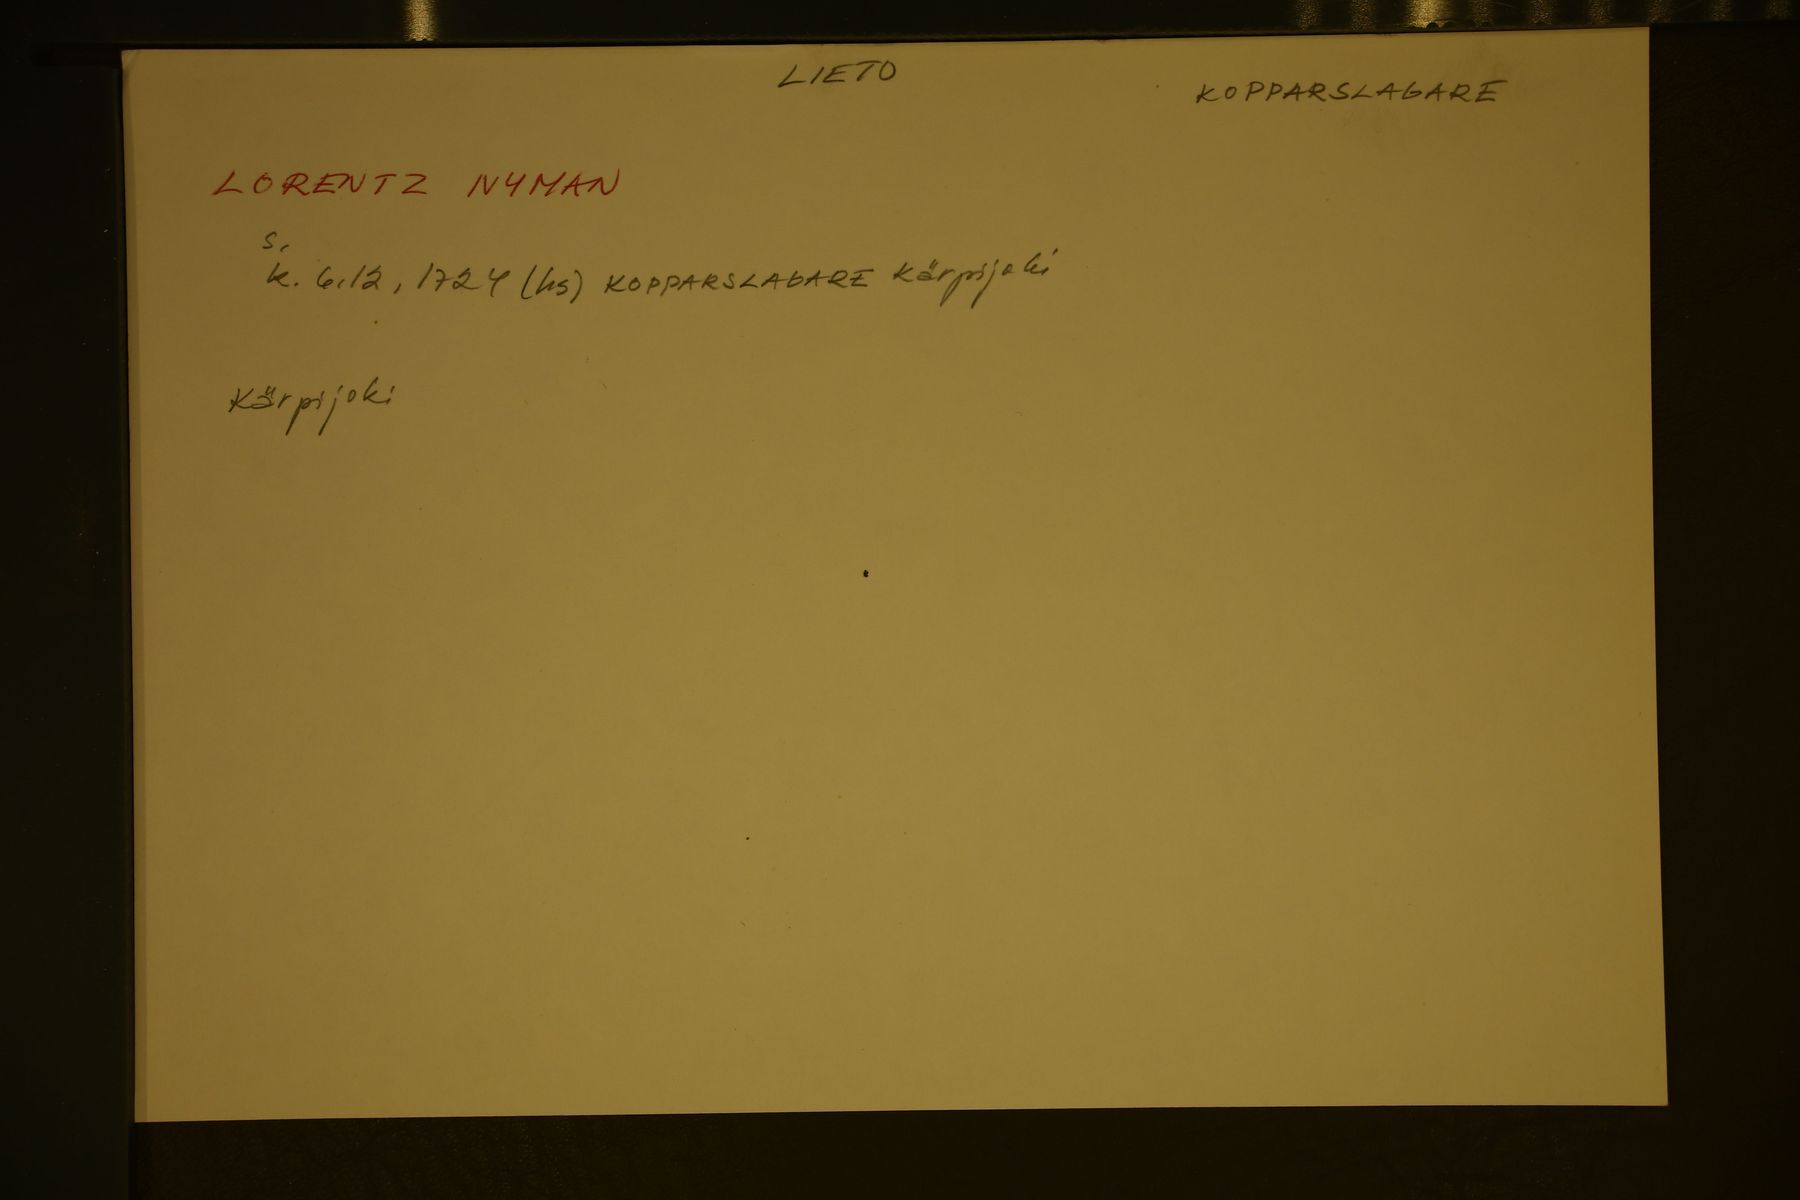 LIETO
KOPPARSLAGARE
LORENTZ NYMAN
s.
k. 6.12, 1724 (hs) KOPPARSLAGARE Kärpijoki
Kärpijoki